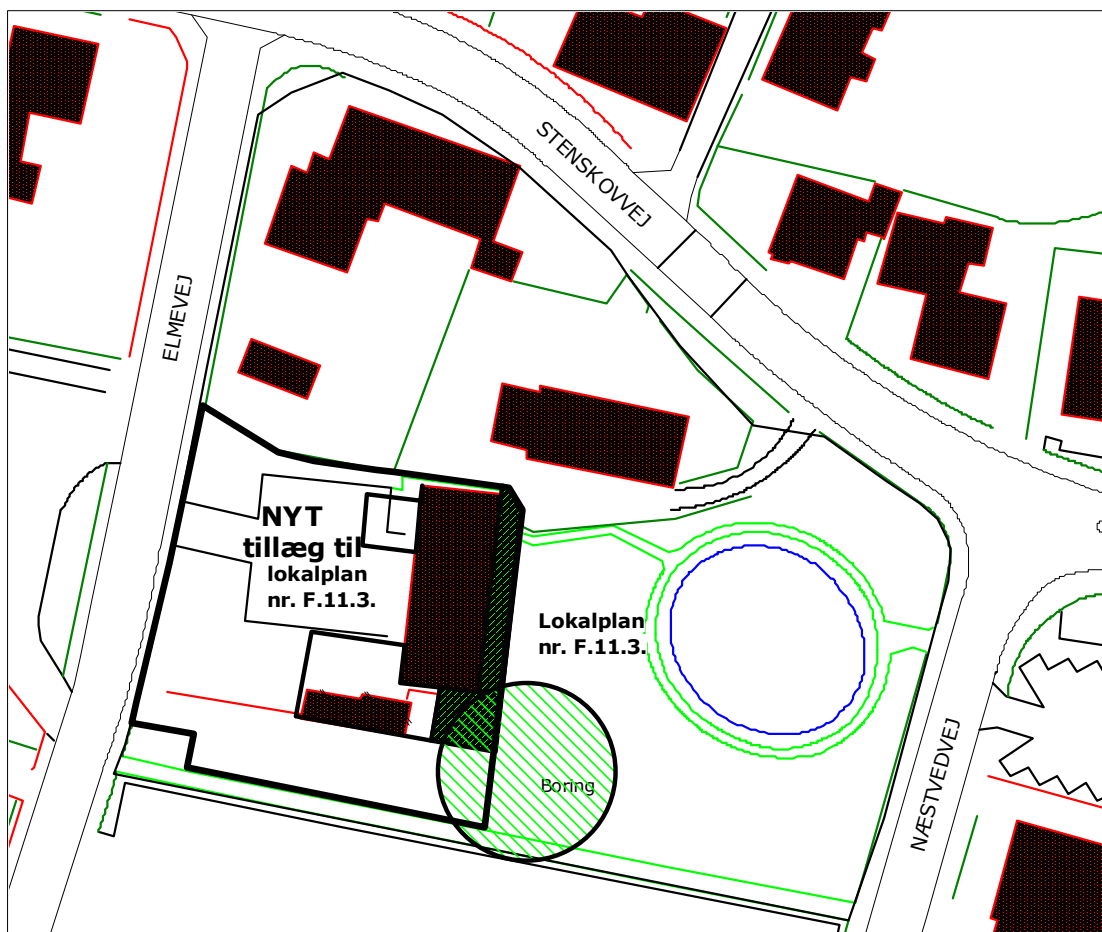 STENSKOVVEJ
ELMEVEJ
NYT
tillæg til
lokalplan
nr. F.11.3.
Lokalplan
nr. F.11.3.
Boring
NÆSTVEDVEJ